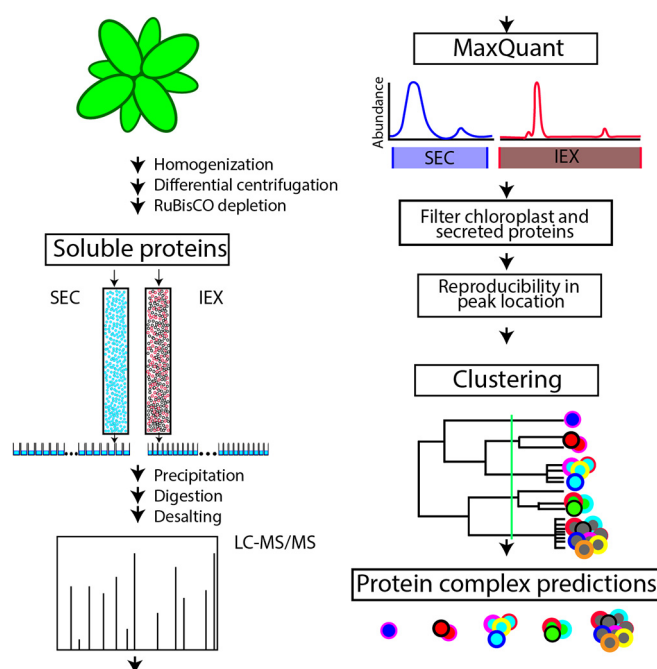 Homogenization
Differential centrifugation
RuBisCO depletion
Soluble proteins
SEC
IEX
Precipitation
Digestion
Desalting
LC-MS/MS
MaxQuant
Abundance
SEC
IEX
Filter chloroplast and
secreted proteins
Reproducibility in
peak location
Clustering
Protein complex predictions